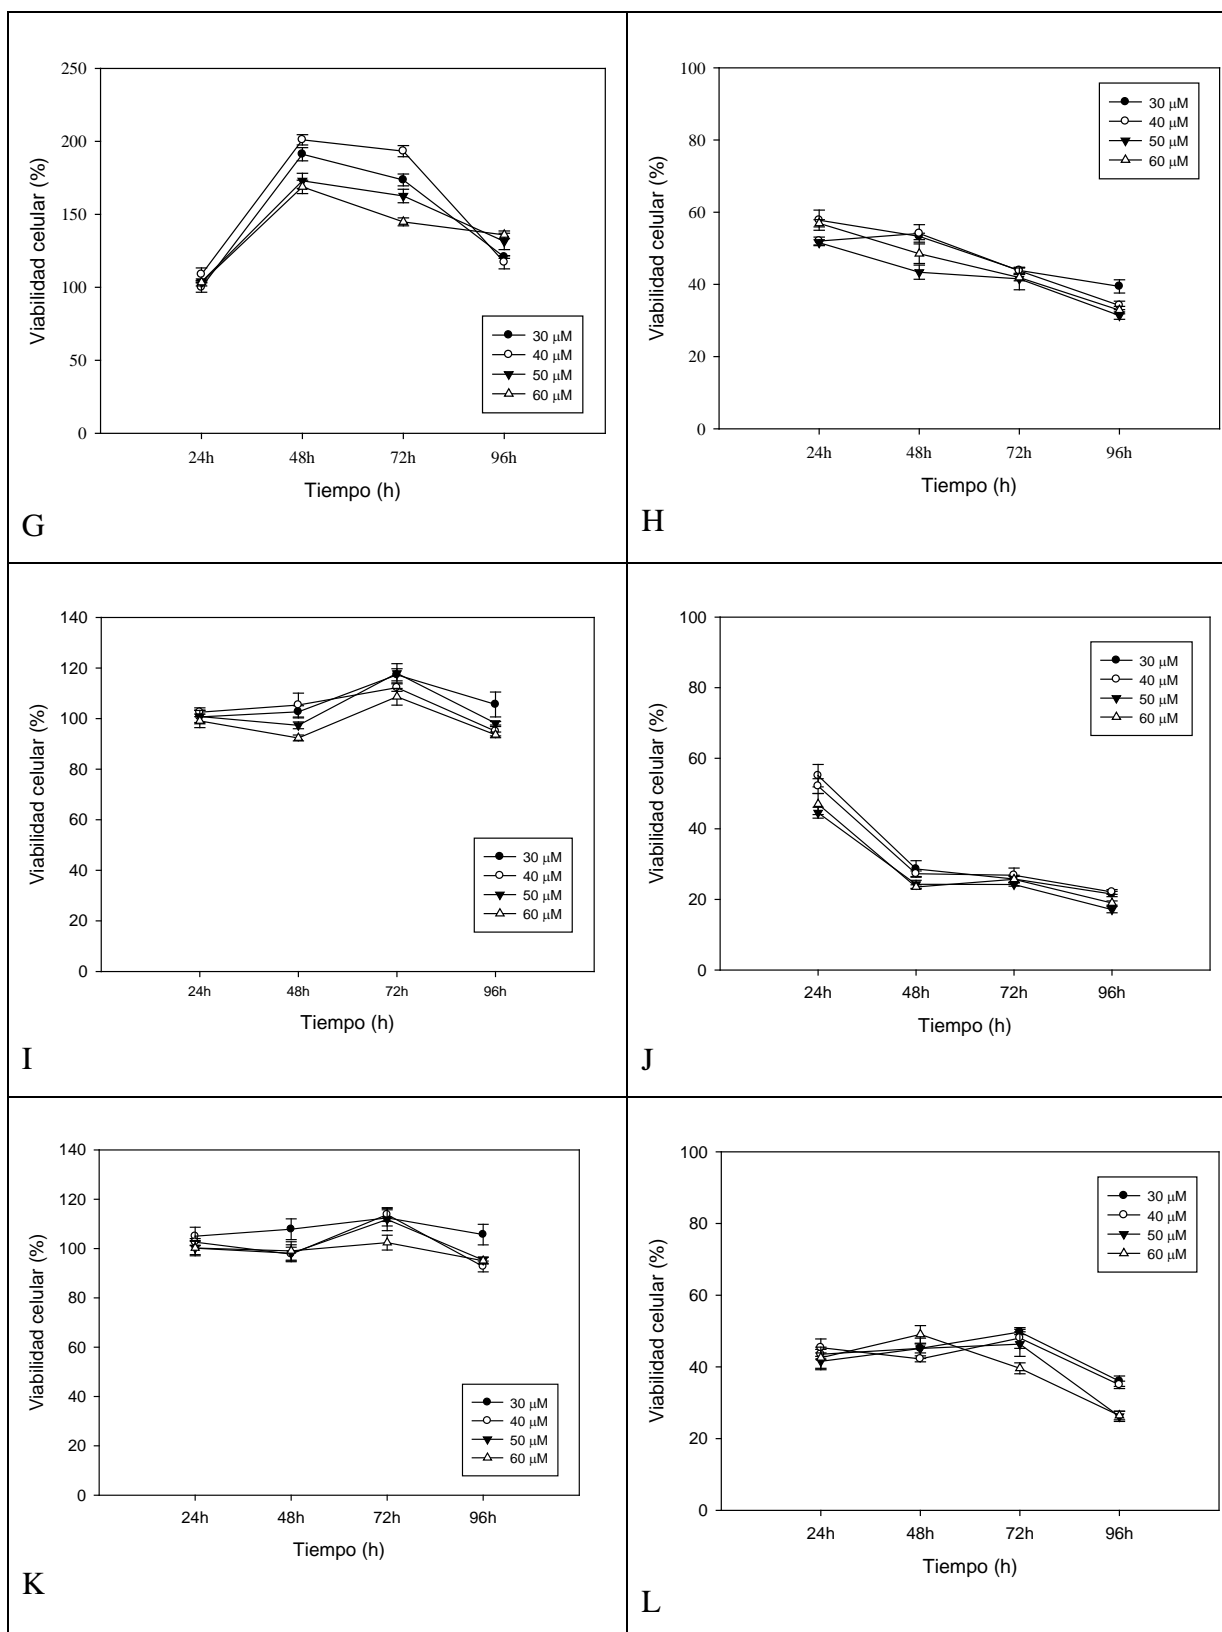 250
200
150
100
50
0
Viabilidad celular (%)
30 μM
40 μM
50 μM
60 μM
24h 48h 72h 96h
Tiempo (h)
G
100
80
60
40
20
0
Viabilidad celular (%)
30 μM
40 μM
50 μM
60 μM
24h 48h 72h 96h
Tiempo (h)
H
140
120
100
80
60
40
20
0
Viabilidad celular (%)
30 μM
40 μM
50 μM
60 μM
24h 48h 72h 96h
Tiempo (h)
I
100
80
60
40
20
0
Viabilidad celular (%)
30 μM
40 μM
50 μM
60 μM
24h 48h 72h 96h
Tiempo (h)
J
140
120
100
80
60
40
20
0
Viabilidad celular (%)
30 μM
40 μM
50 μM
60 μM
24h 48h 72h 96h
Tiempo (h)
K
100
80
60
40
20
0
Viabilidad celular (%)
30 μM
40 μM
50 μM
60 μM
24h 48h 72h 96h
Tiempo (h)
L